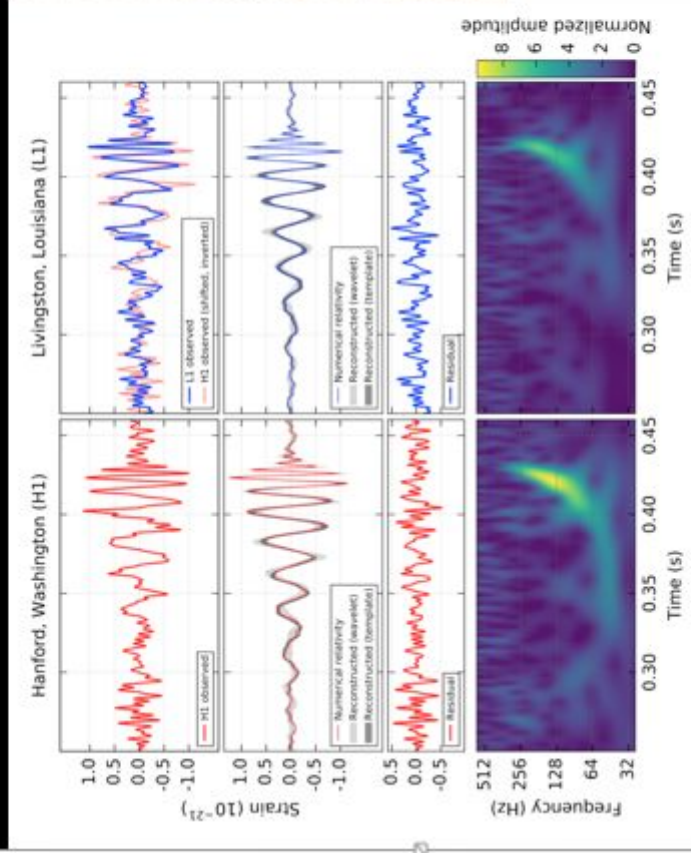 Hanford, Washington (H1)
Livingston, Louisiana (L1)
1.0
0.5
0.0
-0.5
-1.0
H1 observed
L1 observed
H1 observed (shifted, inverted)
Strain (10⁻²¹)
1.0
0.5
0.0
-0.5
-1.0
Numerical relativity
Reconstructed (wavelet)
Reconstructed (template)
Numerical relativity
Reconstructed (wavelet)
Reconstructed (template)
0.5
0.0
-0.5
Residual
Residual
Frequency (Hz)
512
256
128
64
32
Normalized amplitude
8
6
4
2
0
0.30 0.35 0.40 0.45
0.30 0.35 0.40 0.45
Time (s)
Time (s)